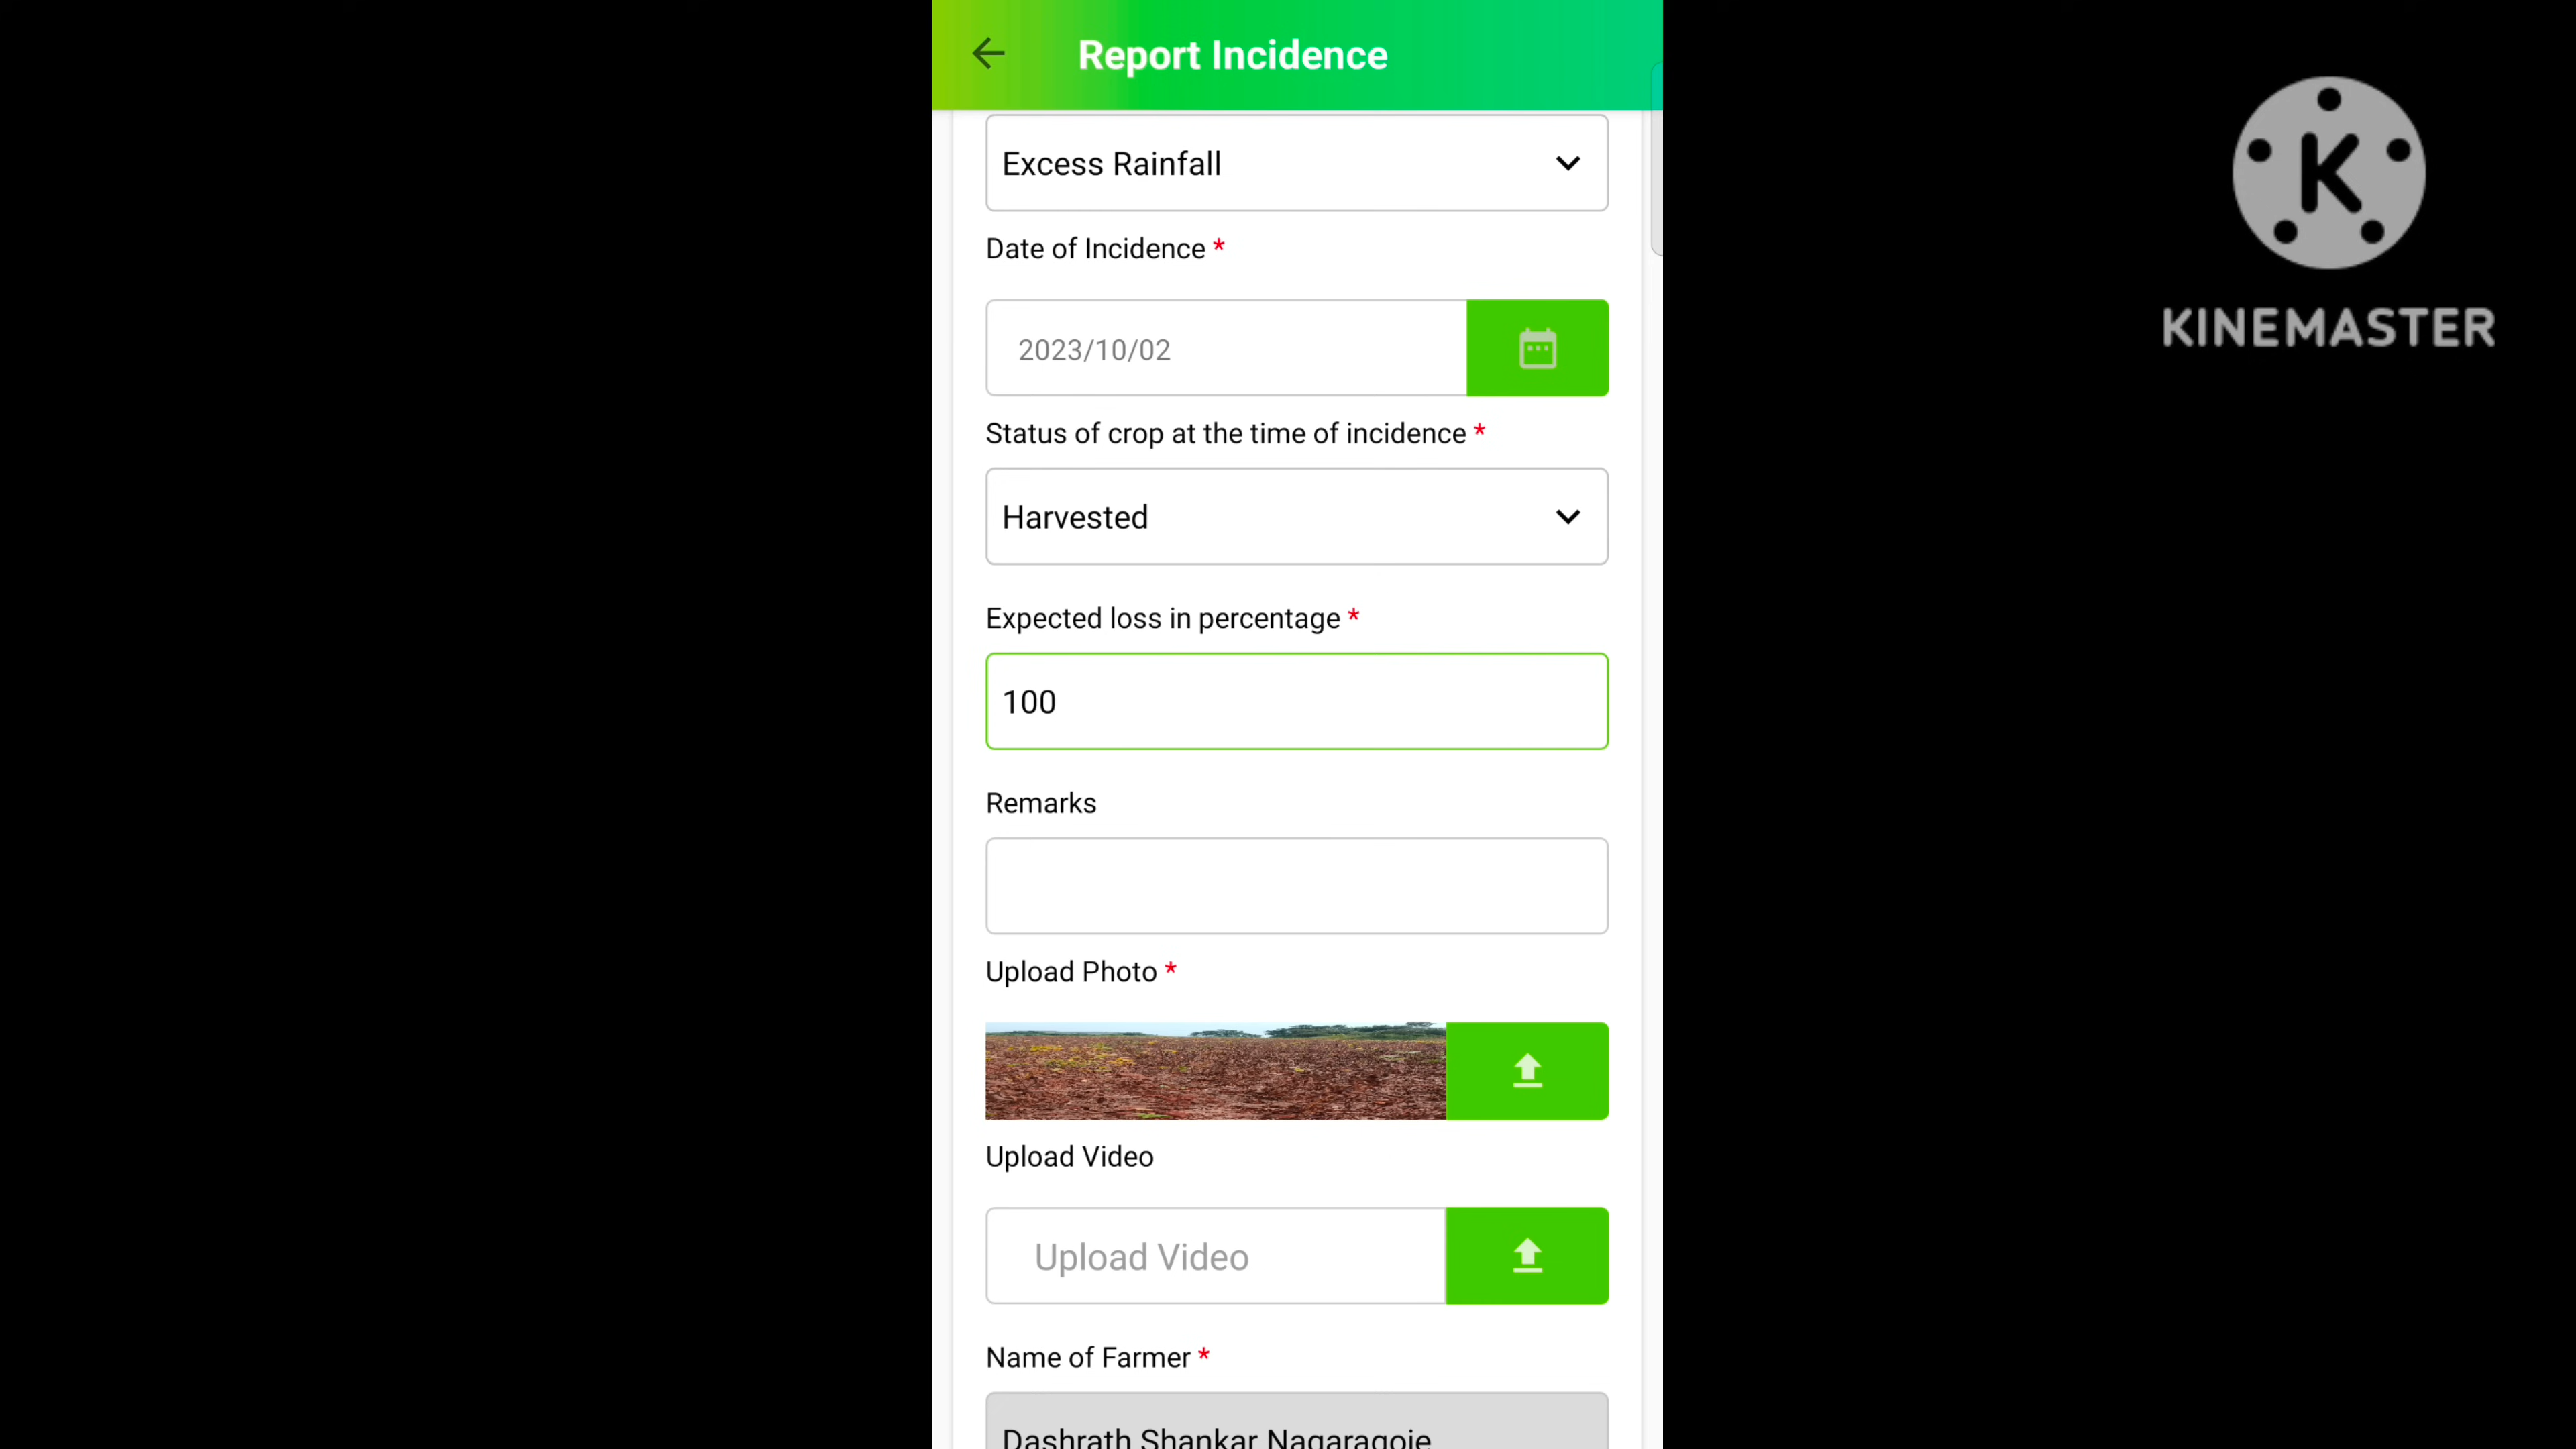 Report Incidence
Excess Rainfall
Date of Incidence *
2023/10/02
Status of crop at the time of incidence *
Harvested
Expected loss in percentage *
100
Remarks
Upload Photo *
Upload Video
Upload Video
Name of Farmer *
Dashrath Shankar Nagaragoje
K
KINEMASTER